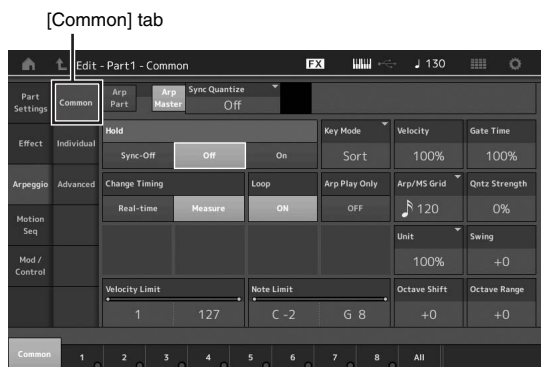 [Common] tab
Edit - Part1 - Common FX ♩ 130
Part Settings
Common
Arp Part
Arp Master
Sync Quantize
Off
Effect
Individual
Hold
Sync-Off Off On
Key Mode
Sort
Velocity
100%
Gate Time
100%
Arpeggio
Advanced
Change Timing
Real-time Measure
Loop
ON
Arp Play Only
OFF
Arp/MS Grid
120
Qntz Strength
0%
Motion Seq
Unit
100%
Swing
+0
Mod / Control
Velocity Limit
1 127
Note Limit
C -2 G 8
Octave Shift
+0
Octave Range
+0
Common 1 2 3 4 5 6 7 8 All